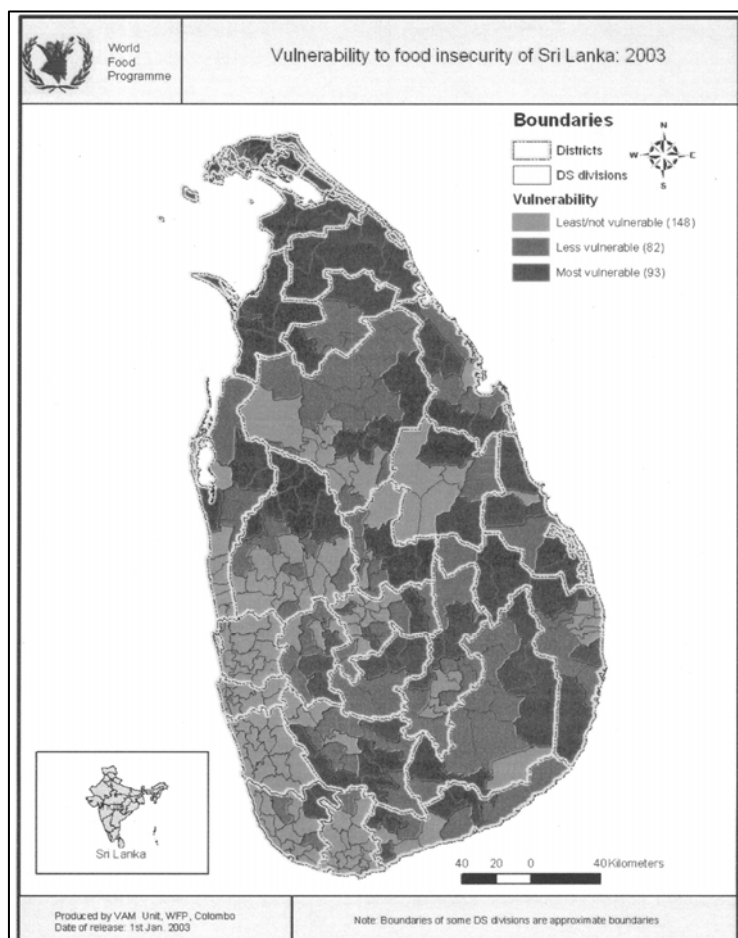 World
Food
Programme
Vulnerability to food insecurity of Sri Lanka: 2003
Boundaries
Districts
DS divisions
N
W E
S
Vulnerability
Least/not vulnerable (148)
Less vulnerable (82)
Most vulnerable (93)
Sri Lanka
40 20 0 40 Kilometers
Produced by VAM Unit, WFP, Colombo
Date of release: 1st Jan. 2003
Note: Boundaries of some DS divisions are approximate boundaries